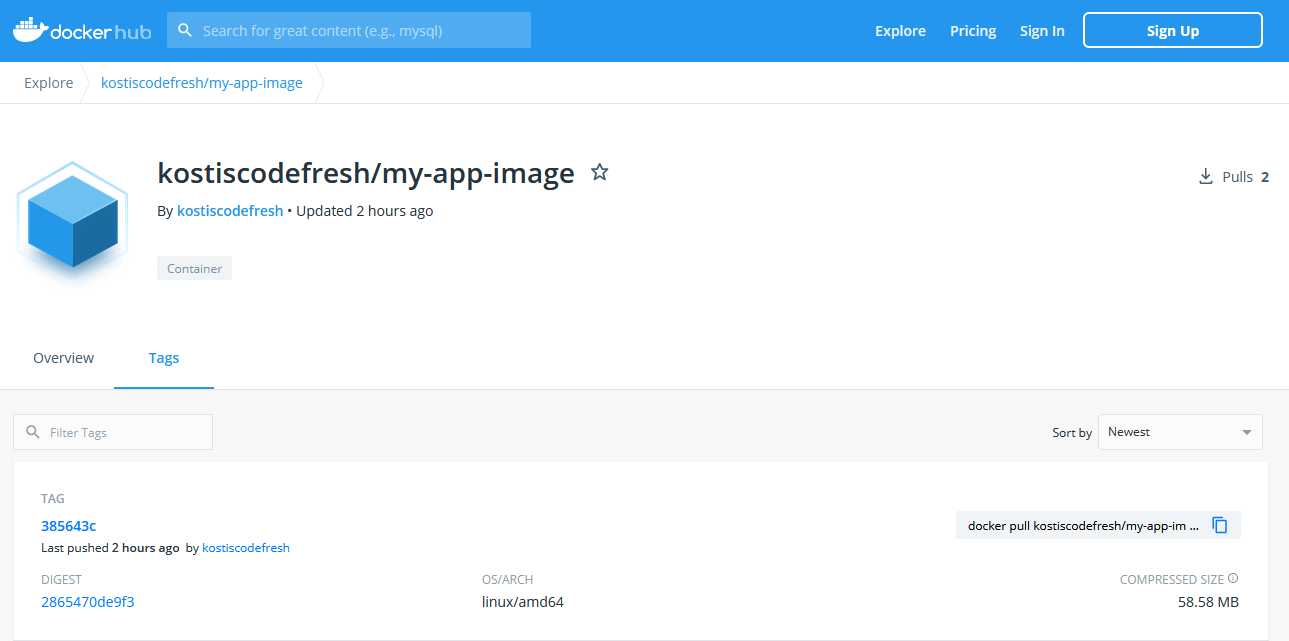 docker hub
Search for great content (e.g., mysql)
Explore
Pricing
Sign In
Sign Up
Explore
kostiscodefresh/my-app-image
kostiscodefresh/my-app-image
Pulls 2
By kostiscodefresh • Updated 2 hours ago
Container
Overview
Tags
Filter Tags
Sort by
Newest
TAG
385643c
docker pull kostiscodefresh/my-app-im ...
Last pushed 2 hours ago by kostiscodefresh
DIGEST
OS/ARCH
COMPRESSED SIZE
2865470de9f3
linux/amd64
58.58 MB